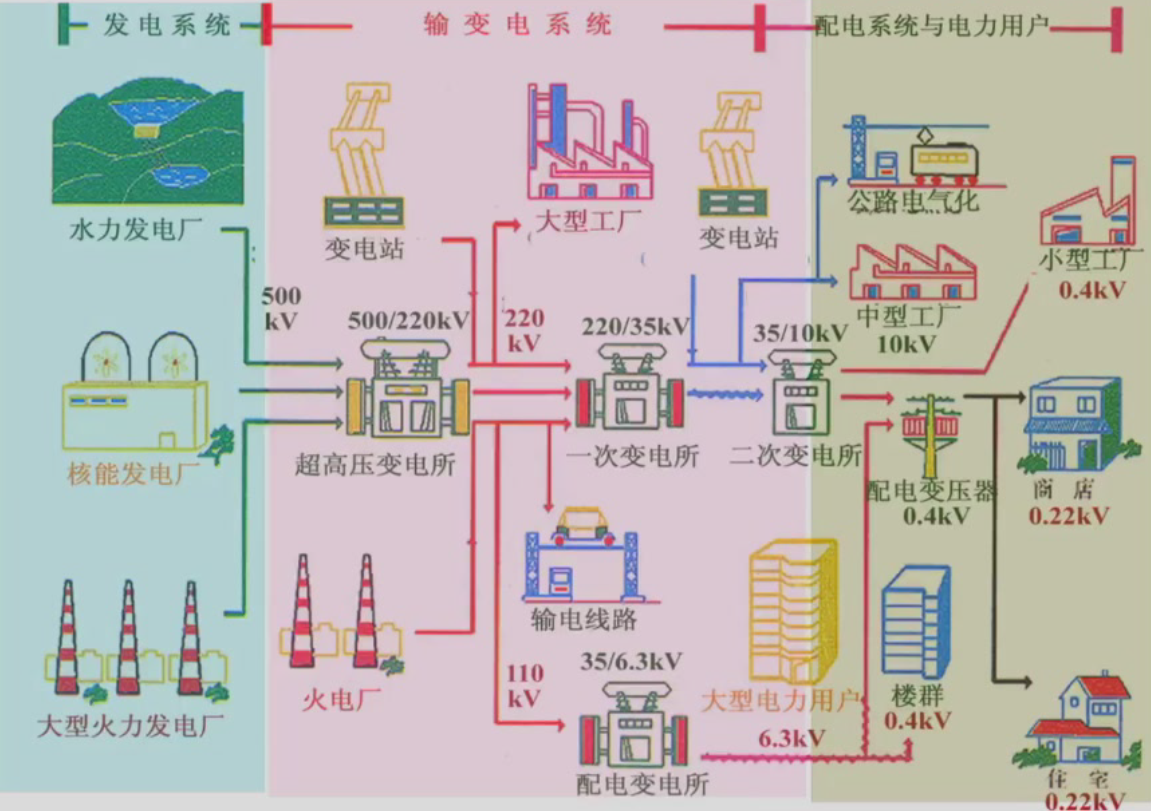 发电系统
输变电系统
配电系统与电力用户
水力发电厂
变电站
大型工厂
变电站
公路电气化
小型工厂
0.4kV
中型工厂
10kV
500
kV
500/220kV
220
kV
220/35kV
35/10kV
核能发电厂
超高压变电所
一次变电所
二次变电所
配电变压器
0.4kV
商店
0.22kV
输电线路
大型火力发电厂
火电厂
110
kV
35/6.3kV
大型电力用户
楼群
0.4kV
6.3kV
配电变电所
住宅
0.22kV